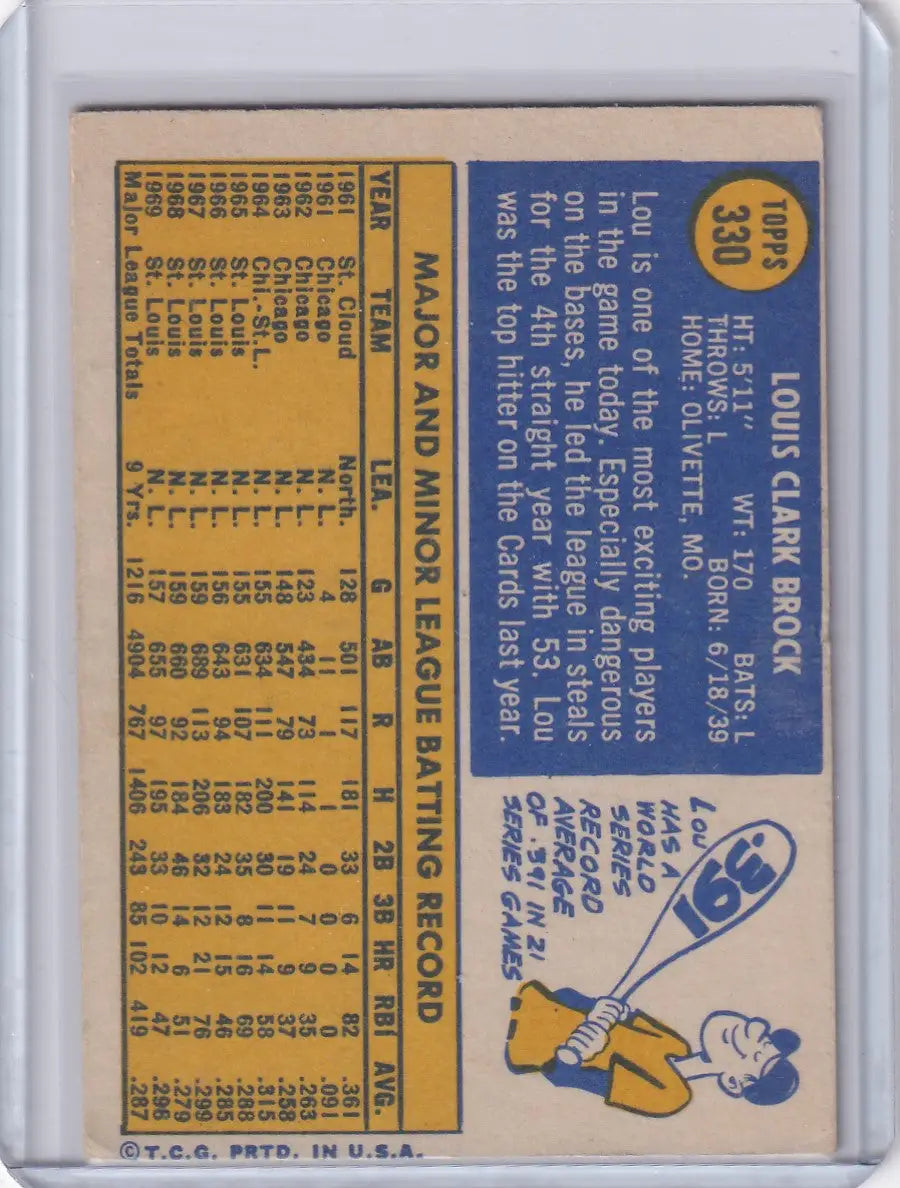 TOPPS
330
LOUIS CLARK BROCK
HT: 5'11" WT: 170 BATS: L
THROWS: L BORN: 6/18/39
HOME: OLIVETTE, MO.
Lou is one of the most exciting players
in the game today. Especially dangerous
on the bases, he led the league in steals
for the 4th straight year with 53. Lou
was the top hitter on the Cards last year.
.391
LOU
HAS A
WORLD
SERIES
RECORD
AVERAGE
OF .391 IN 21
SERIES GAMES
MAJOR AND MINOR LEAGUE BATTING RECORD
YEAR TEAM LEA. G AB R H 2B 3B HR RBI AVG.
1961 St. Cloud North. 128 501 117 181 33 6 14 82 .361
1961 Chicago N. L. 4 11 1 1 0 0 0 0 .091
1962 Chicago N. L. 123 434 73 114 24 7 9 35 .263
1963 Chicago N. L. 148 547 79 141 19 11 9 37 .258
1964 Chi.-St.L. N. L. 155 634 111 200 30 11 14 58 .315
1965 St. Louis N. L. 155 631 107 182 35 8 16 69 .288
1966 St. Louis N. L. 156 643 94 183 24 12 15 46 .285
1967 St. Louis N. L. 159 689 113 206 32 12 21 76 .299
1968 St. Louis N. L. 159 660 92 184 46 14 6 51 .279
1969 St. Louis N. L. 157 655 97 195 33 10 12 47 .298
Major League Totals 9 Yrs. 1216 4904 767 1406 243 85 102 419 .287
©T.C.G. PRTD. IN U.S.A.